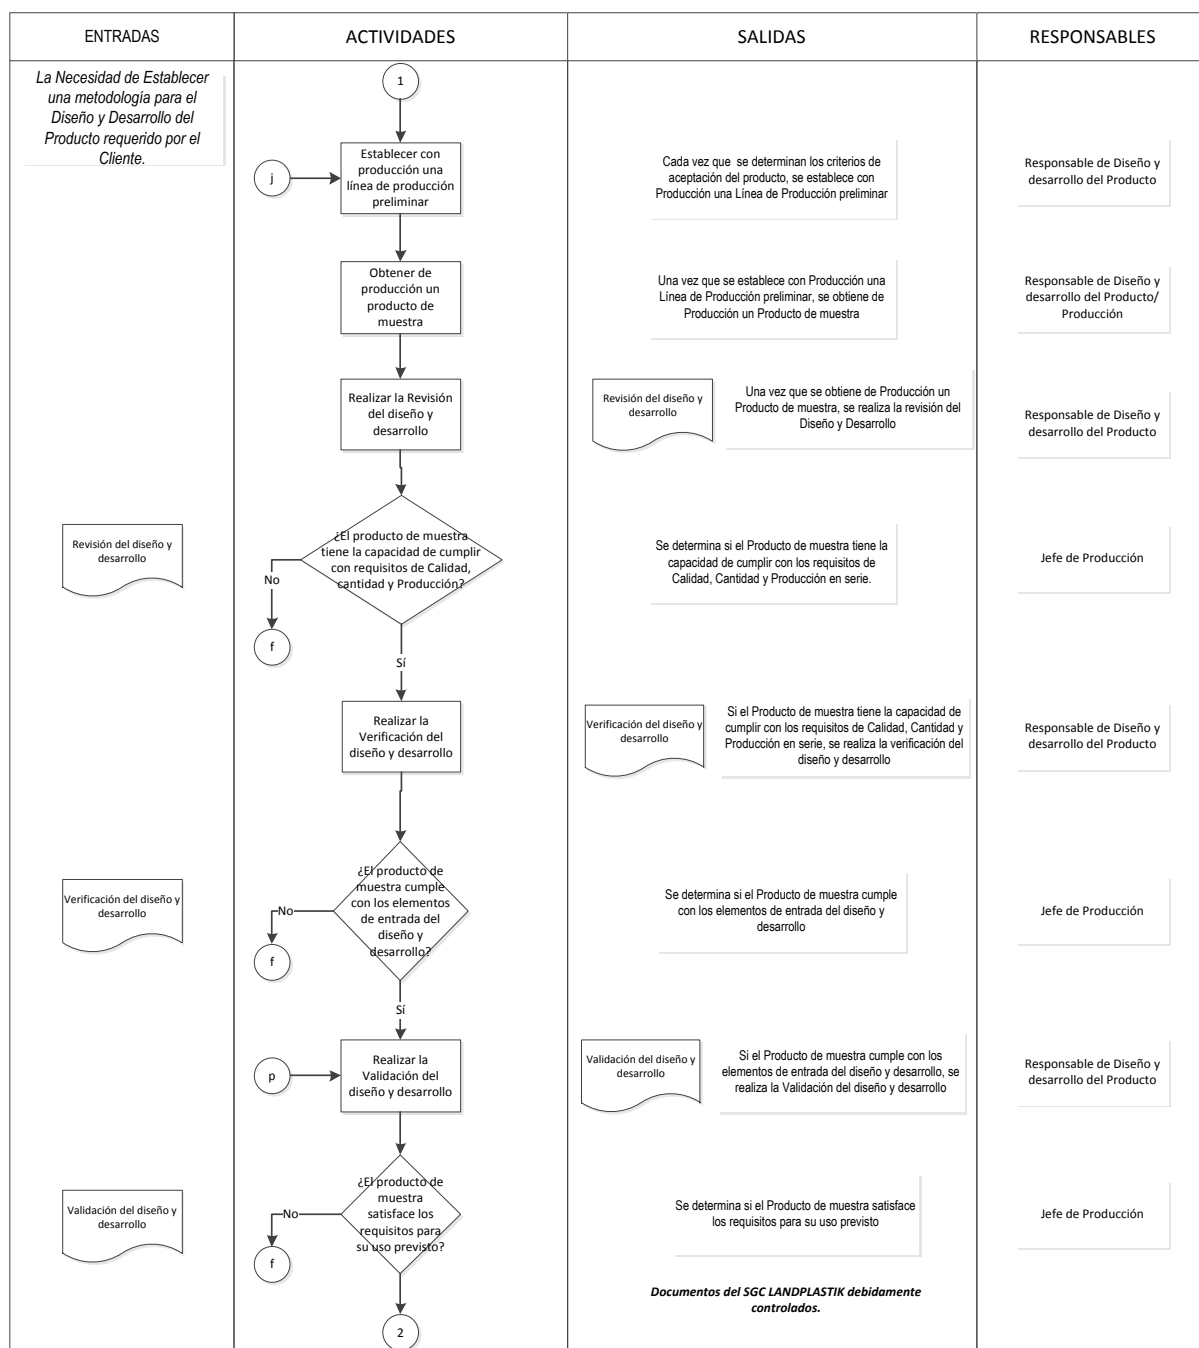 ENTRADAS
ACTIVIDADES
SALIDAS
RESPONSABLES
La Necesidad de Establecer
una metodología para el
Diseño y Desarrollo del
Producto requerido por el
Cliente.
1
j
Establecer con
producción una
línea de producción
preliminar
Cada vez que se determinan los criterios de
aceptación del producto, se establece con
Producción una Línea de Producción preliminar
Responsable de Diseño y
desarrollo del Producto
Obtener de
producción un
producto de
muestra
Una vez que se establece con Producción una
Línea de Producción preliminar, se obtiene de
Producción un Producto de muestra
Responsable de Diseño y
desarrollo del Producto/
Producción
Realizar la Revisión
del diseño y
desarrollo
Revisión del diseño y
desarrollo
Una vez que se obtiene de Producción un
Producto de muestra, se realiza la revisión del
Diseño y Desarrollo
Responsable de Diseño y
desarrollo del Producto
Revisión del diseño y
desarrollo
¿El producto de muestra
tiene la capacidad de cumplir
con requisitos de Calidad,
cantidad y Producción?
No
f
Sí
Se determina si el Producto de muestra tiene la
capacidad de cumplir con los requisitos de
Calidad, Cantidad y Producción en serie.
Jefe de Producción
Realizar la
Verificación del
diseño y desarrollo
Verificación del diseño y
desarrollo
Si el Producto de muestra tiene la capacidad de
cumplir con los requisitos de Calidad, Cantidad y
Producción en serie, se realiza la verificación del
diseño y desarrollo
Responsable de Diseño y
desarrollo del Producto
Verificación del diseño y
desarrollo
¿El producto de
muestra cumple
con los elementos
de entrada del
diseño y
desarrollo?
No
f
Sí
Se determina si el Producto de muestra cumple
con los elementos de entrada del diseño y
desarrollo
Jefe de Producción
p
Realizar la
Validación del
diseño y desarrollo
Validación del diseño y
desarrollo
Si el Producto de muestra cumple con los
elementos de entrada del diseño y desarrollo, se
realiza la Validación del diseño y desarrollo
Responsable de Diseño y
desarrollo del Producto
Validación del diseño y
desarrollo
¿El producto de
muestra
satisface los
requisitos para
su uso previsto?
No
f
Se determina si el Producto de muestra satisface
los requisitos para su uso previsto
Jefe de Producción
Documentos del SGC LANDPLASTIK debidamente
controlados.
2